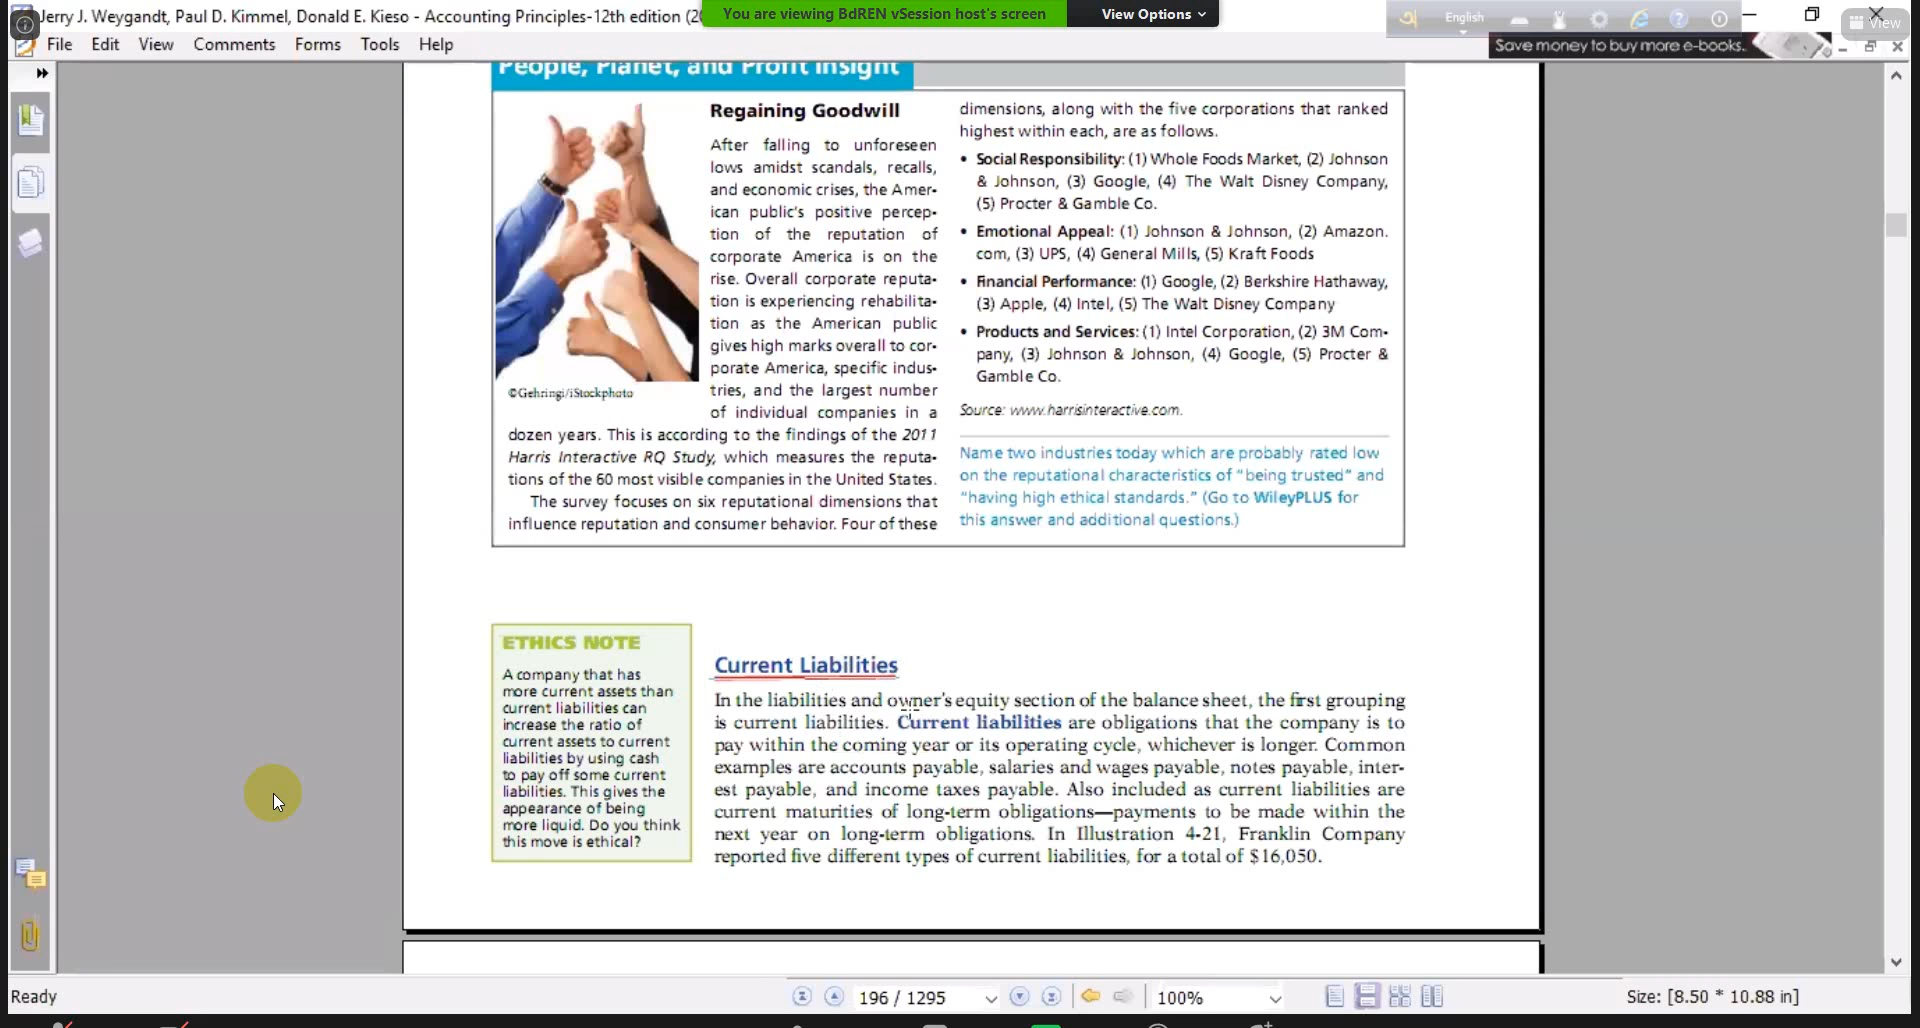 Jerry J. Weygandt, Paul D. Kimmel, Donald E. Kieso - Accounting Principles-12th edition (20
You are viewing BdREN vSession host's screen
View Options
English
View
File Edit View Comments Forms Tools Help
Save money to buy more e-books..
People, Planet, and Profit Insight
Regaining Goodwill
After falling to unforeseen
lows amidst scandals, recalls,
and economic crises, the Amer-
ican public's positive percep-
tion of the reputation of
corporate America is on the
rise. Overall corporate reputa-
tion is experiencing rehabilita-
tion as the American public
gives high marks overall to cor-
porate America, specific indus-
tries, and the largest number
of individual companies in a
©Gehringi/iStockphoto
dozen years. This is according to the findings of the 2011
Harris Interactive RQ Study, which measures the reputa-
tions of the 60 most visible companies in the United States.
The survey focuses on six reputational dimensions that
influence reputation and consumer behavior. Four of these
dimensions, along with the five corporations that ranked
highest within each, are as follows.
• Social Responsibility: (1) Whole Foods Market, (2) Johnson
& Johnson, (3) Google, (4) The Walt Disney Company,
(5) Procter & Gamble Co.
• Emotional Appeal: (1) Johnson & Johnson, (2) Amazon.
com, (3) UPS, (4) General Mills, (5) Kraft Foods
• Financial Performance: (1) Google, (2) Berkshire Hathaway,
(3) Apple, (4) Intel, (5) The Walt Disney Company
• Products and Services: (1) Intel Corporation, (2) 3M Com-
pany, (3) Johnson & Johnson, (4) Google, (5) Procter &
Gamble Co.
Source: www.harrisinteractive.com.
Name two industries today which are probably rated low
on the reputational characteristics of "being trusted" and
"having high ethical standards." (Go to WileyPLUS for
this answer and additional questions.)
ETHICS NOTE
A company that has
more current assets than
current liabilities can
increase the ratio of
current assets to current
liabilities by using cash
to pay off some current
liabilities. This gives the
appearance of being
more liquid. Do you think
this move is ethical?
Current Liabilities
In the liabilities and owner's equity section of the balance sheet, the first grouping
is current liabilities. Current liabilities are obligations that the company is to
pay within the coming year or its operating cycle, whichever is longer. Common
examples are accounts payable, salaries and wages payable, notes payable, inter-
est payable, and income taxes payable. Also included as current liabilities are
current maturities of long-term obligations—payments to be made within the
next year on long-term obligations. In Illustration 4-21, Franklin Company
reported five different types of current liabilities, for a total of $16,050.
Ready
196 / 1295
100%
Size: [8.50 * 10.88 in]